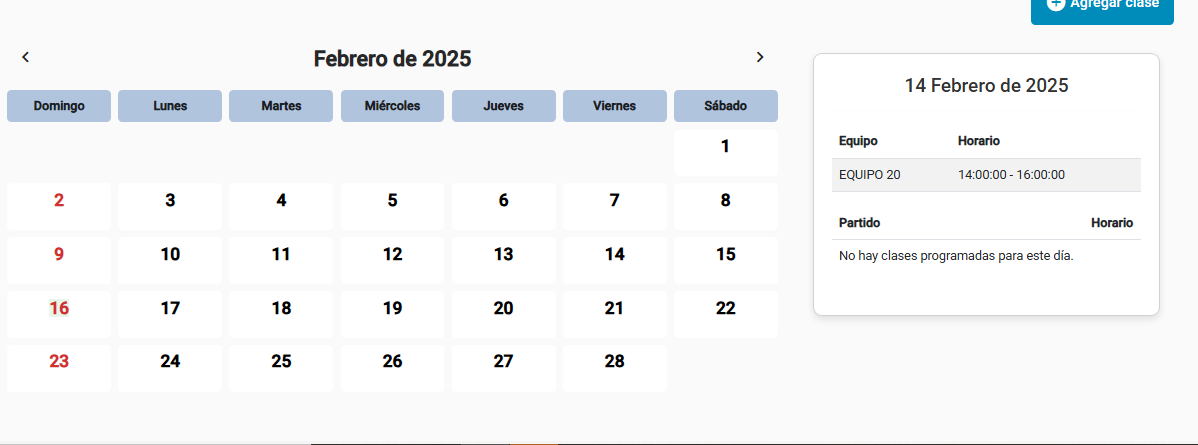 Agregar clase
‹ Febrero de 2025 ›
Domingo Lunes Martes Miércoles Jueves Viernes Sábado
1
2 3 4 5 6 7 8
9 10 11 12 13 14 15
16 17 18 19 20 21 22
23 24 25 26 27 28
14 Febrero de 2025
Equipo Horario
EQUIPO 20 14:00:00 - 16:00:00
Partido Horario
No hay clases programadas para este día.